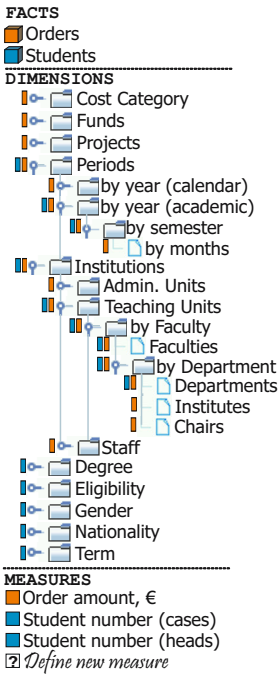 FACTS
Orders
Students
DIMENSIONS
Cost Category
Funds
Projects
Periods
by year (calendar)
by year (academic)
by semester
by months
Institutions
Admin. Units
Teaching Units
by Faculty
Faculties
by Department
Departments
Institutes
Chairs
Staff
Degree
Eligibility
Gender
Nationality
Term
MEASURES
Order amount, €
Student number (cases)
Student number (heads)
? Define new measure